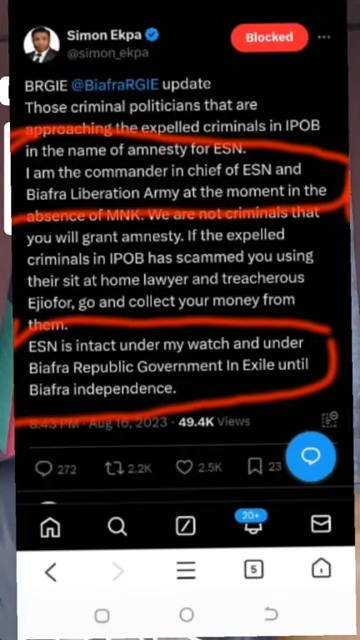 Simon Ekpa
Blocked
@simon_ekpa
BRGIE @BiafraRGIE update
Those criminal politicians that are
approaching the expelled criminals in IPOB
in the name of amnesty for ESN.
I am the commander in chief of ESN and
Biafra Liberation Army at the moment in the
absence of MNK. We are not criminals that
you will grant amnesty. If the expelled
criminals in IPOB has scammed you using
their sit at home lawyer and treacherous
Ejiofor, go and collect your money from
them.
ESN is intact under my watch and under
Biafra Republic Government In Exile until
Biafra independence.
8:43 PM · Aug 16, 2023 · 49.4K Views
272 2.2K 2.5K 23
20+
5